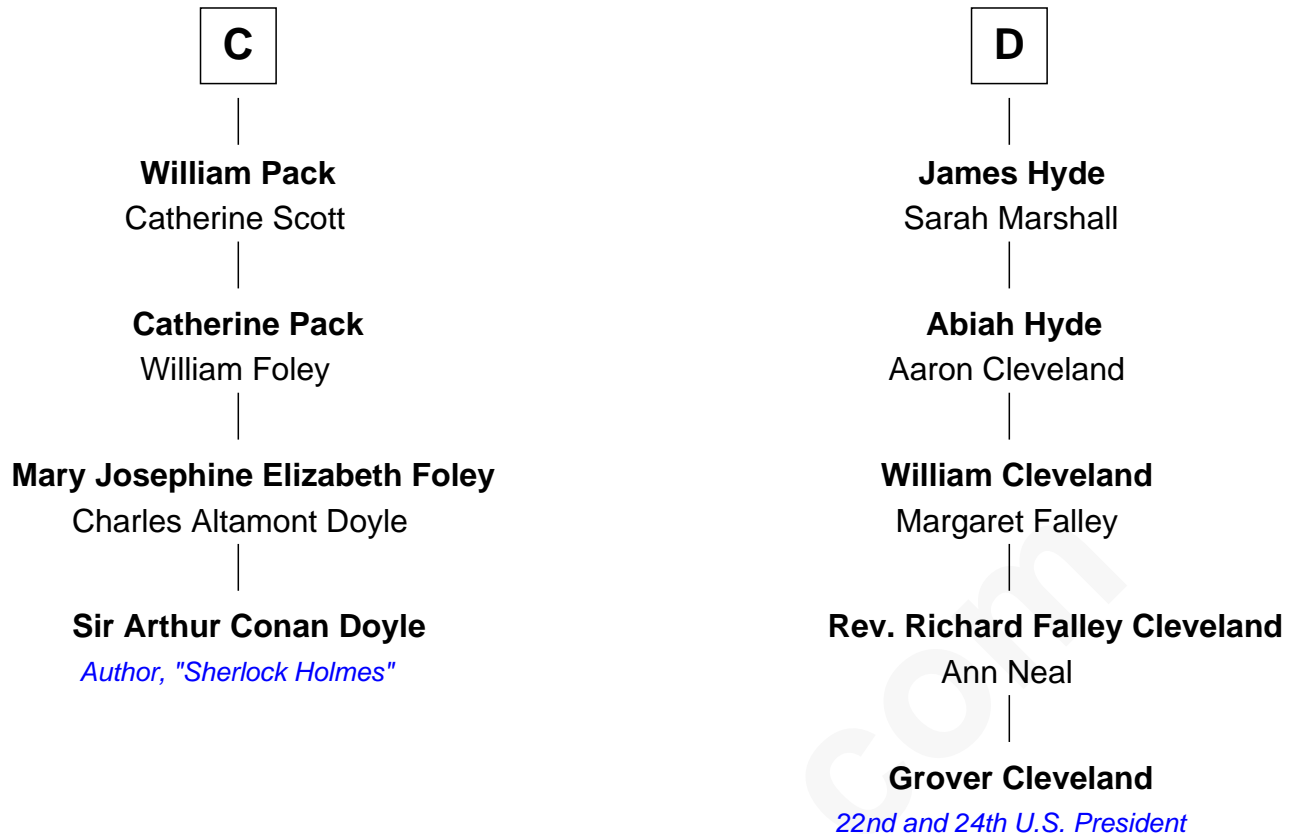 C
William Pack
Catherine Scott
Catherine Pack
William Foley
Mary Josephine Elizabeth Foley
Charles Altamont Doyle
Sir Arthur Conan Doyle
Author, "Sherlock Holmes"
D
James Hyde
Sarah Marshall
Abiah Hyde
Aaron Cleveland
William Cleveland
Margaret Falley
Rev. Richard Falley Cleveland
Ann Neal
Grover Cleveland
22nd and 24th U.S. President
com